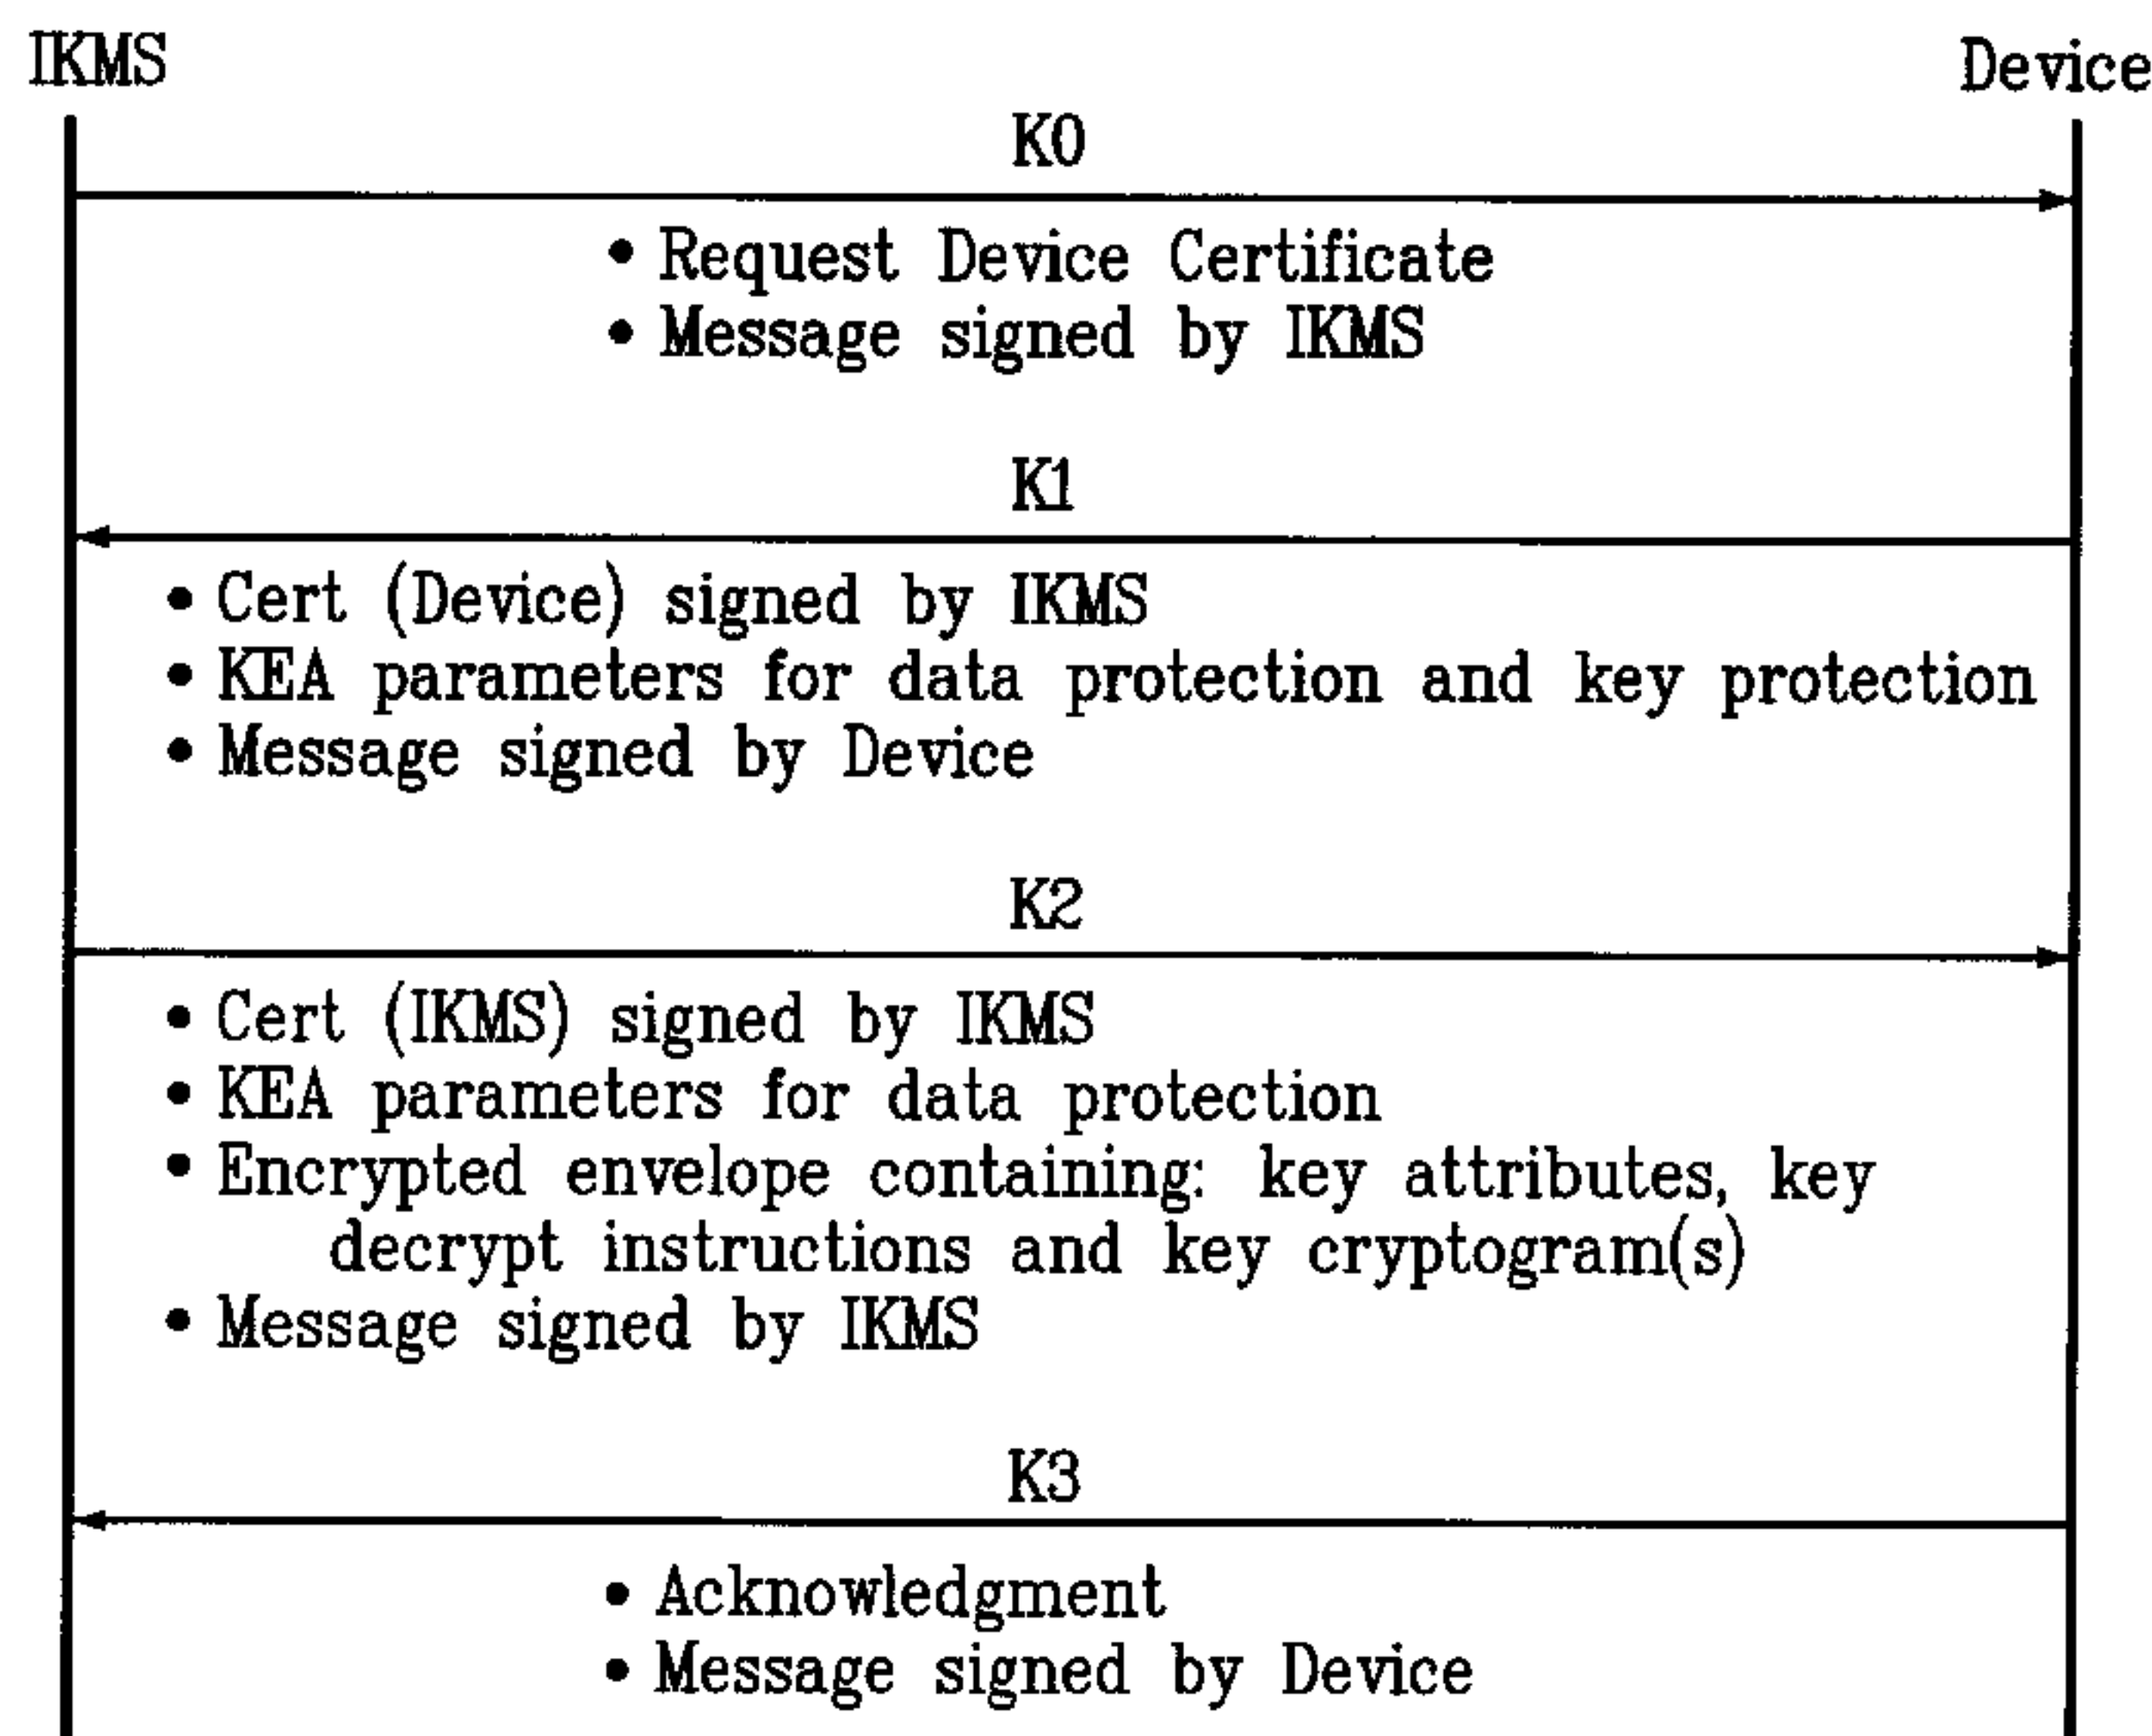 IKMS Device
K0
• Request Device Certificate
• Message signed by IKMS
K1
• Cert (Device) signed by IKMS
• KEA parameters for data protection and key protection
• Message signed by Device
K2
• Cert (IKMS) signed by IKMS
• KEA parameters for data protection
• Encrypted envelope containing: key attributes, key
decrypt instructions and key cryptogram(s)
• Message signed by IKMS
K3
• Acknowledgment
• Message signed by Device